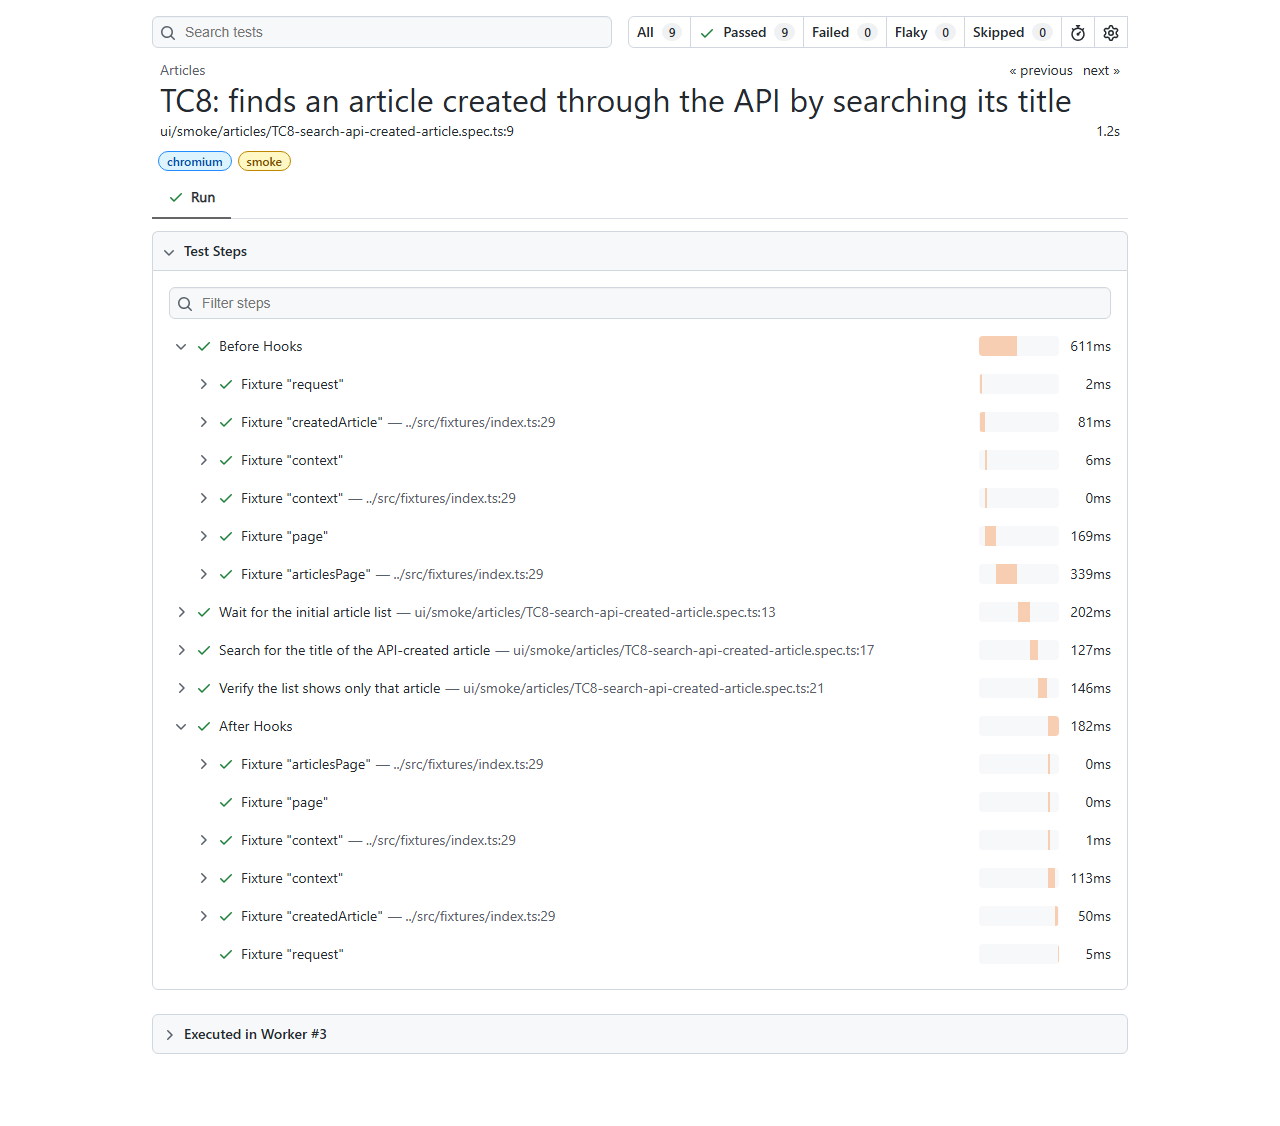 Search tests
All 9 Passed 9 Failed 0 Flaky 0 Skipped 0
Articles « previous next »
TC8: finds an article created through the API by searching its title
ui/smoke/articles/TC8-search-api-created-article.spec.ts:9 1.2s
chromium smoke
Run
Test Steps
Filter steps
Before Hooks 611ms
Fixture "request" 2ms
Fixture "createdArticle" — ../src/fixtures/index.ts:29 81ms
Fixture "context" 6ms
Fixture "context" — ../src/fixtures/index.ts:29 0ms
Fixture "page" 169ms
Fixture "articlesPage" — ../src/fixtures/index.ts:29 339ms
Wait for the initial article list — ui/smoke/articles/TC8-search-api-created-article.spec.ts:13 202ms
Search for the title of the API-created article — ui/smoke/articles/TC8-search-api-created-article.spec.ts:17 127ms
Verify the list shows only that article — ui/smoke/articles/TC8-search-api-created-article.spec.ts:21 146ms
After Hooks 182ms
Fixture "articlesPage" — ../src/fixtures/index.ts:29 0ms
Fixture "page" 0ms
Fixture "context" — ../src/fixtures/index.ts:29 1ms
Fixture "context" 113ms
Fixture "createdArticle" — ../src/fixtures/index.ts:29 50ms
Fixture "request" 5ms
Executed in Worker #3